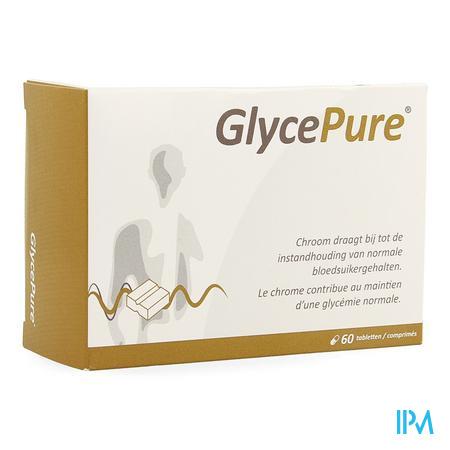 GlycePure®
Chroom draagt bij tot de
instandhouding van normale
bloedsuikergehalten.
Le chrome contribue au maintien
d'une glycémie normale.
60 tabletten / comprimés
GlycePure®
IPM